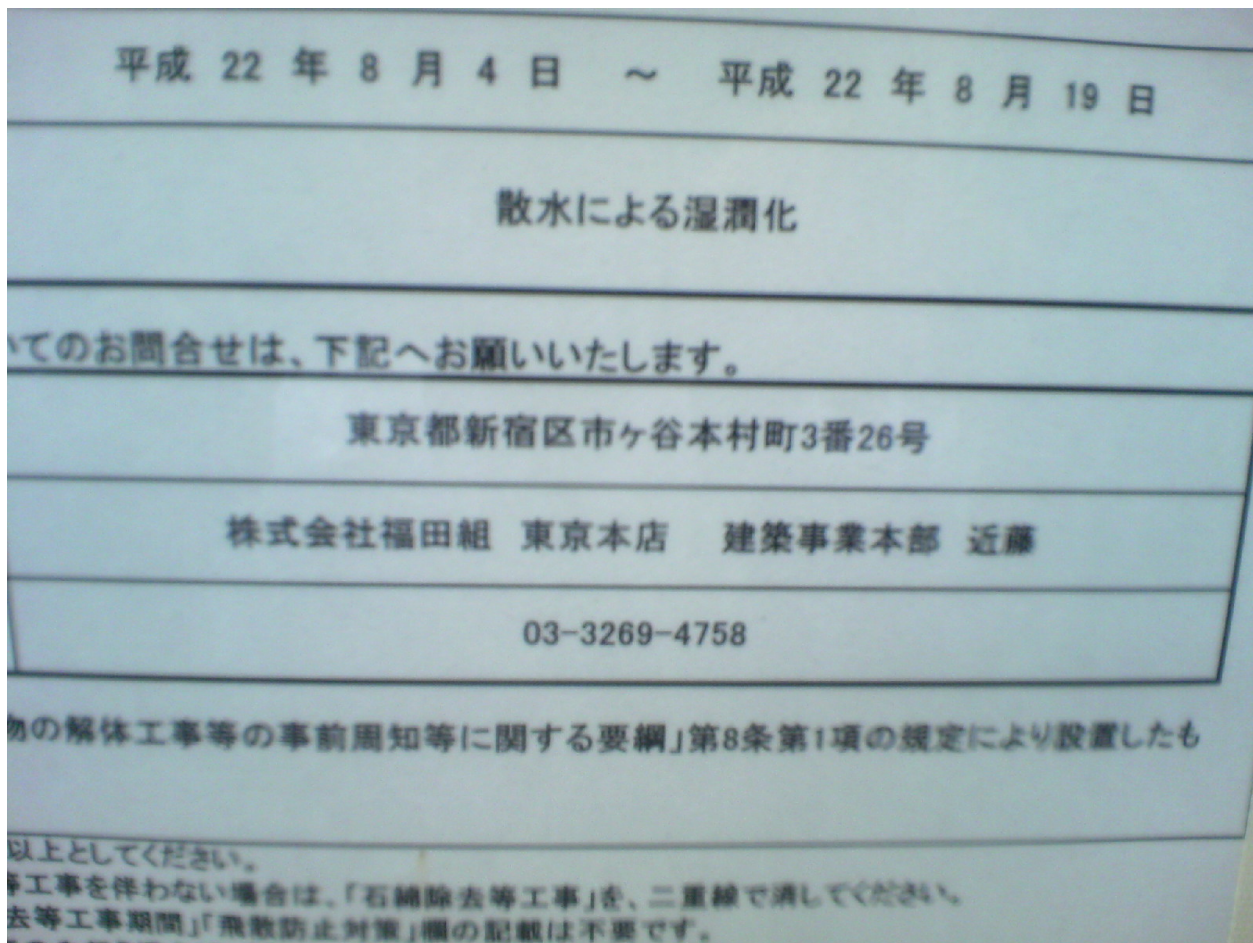 平成 22 年 8 月 4 日 ～ 平成 22 年 8 月 19 日
散水による湿潤化
いてのお問合せは、下記へお願いいたします。
東京都新宿区市ヶ谷本村町3番26号
株式会社福田組 東京本店 建築事業本部 近藤
03-3269-4758
物の解体工事等の事前周知等に関する要綱」第8条第1項の規定により設置したも
以上としてください。
等工事を伴わない場合は、「石綿除去等工事」を、二重線で消してください。
去等工事期間」「飛散防止対策」欄の記載は不要です。